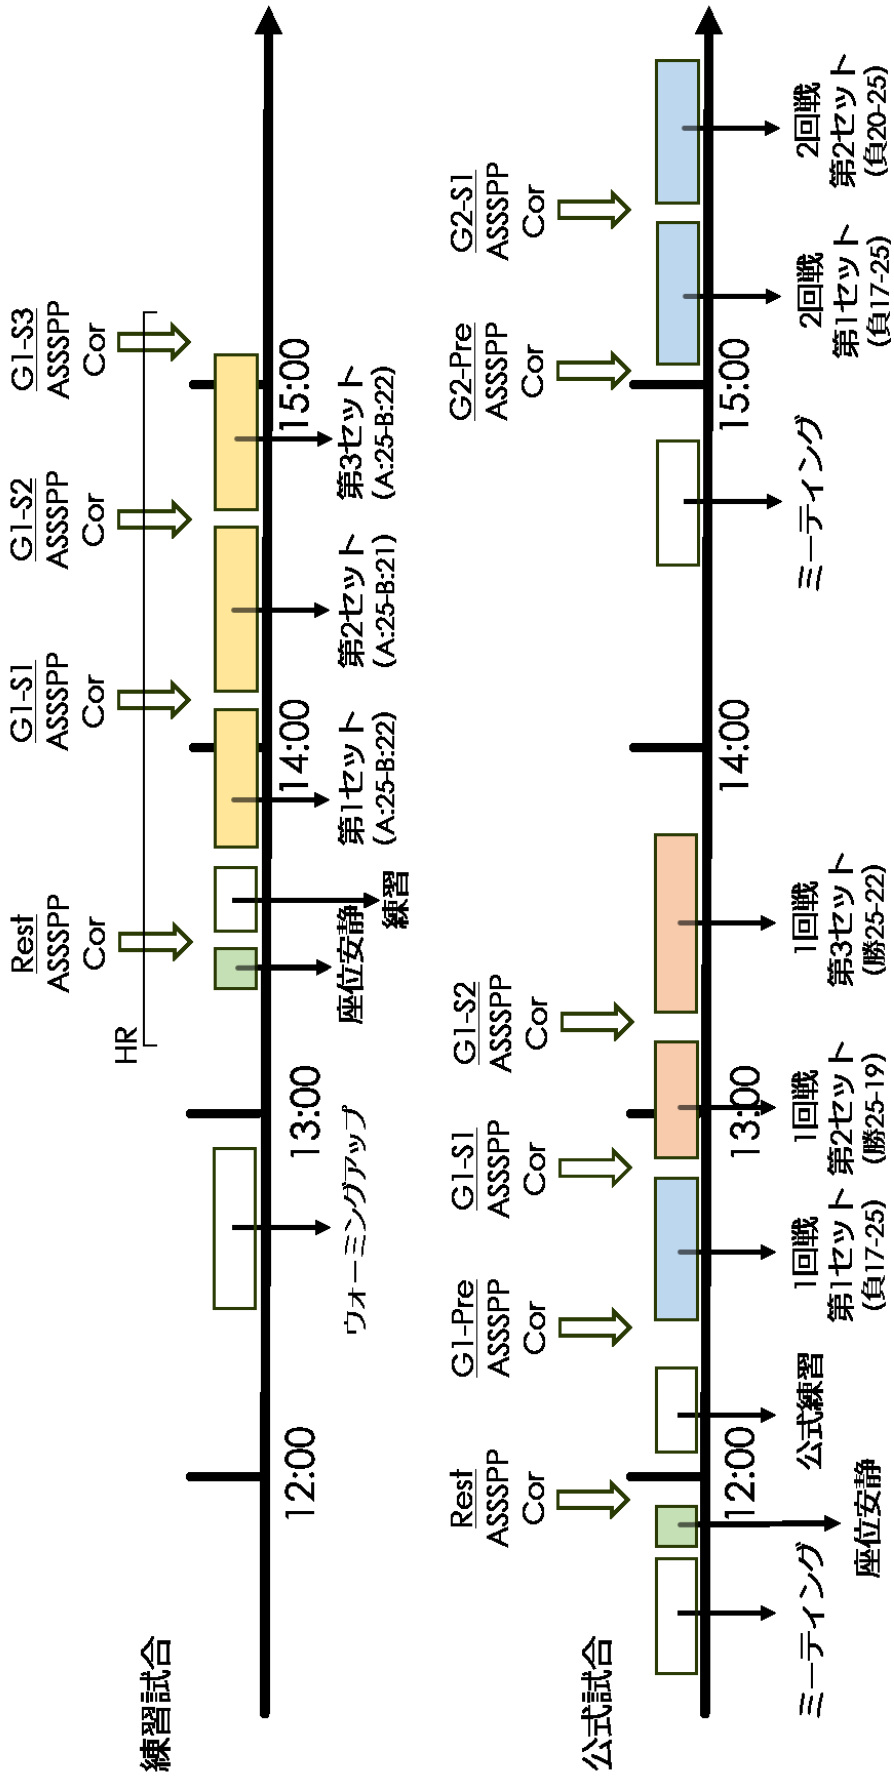 練習試合
HR
Rest
ASSSPP
Cor
G1-S1
ASSSPP
Cor
G1-S2
ASSSPP
Cor
G1-S3
ASSSPP
Cor
12:00
13:00
14:00
15:00
ウォーミングアップ
座位安静
練習
第1セット
(A:25-B:22)
第2セット
(A:25-B:21)
第3セット
(A:25-B:22)
公式試合
Rest
ASSSPP
Cor
G1-Pre
ASSSPP
Cor
G1-S1
ASSSPP
Cor
G1-S2
ASSSPP
Cor
G2-Pre
ASSSPP
Cor
G2-S1
ASSSPP
Cor
12:00
13:00
14:00
15:00
ミーティング
座位安静
公式練習
1回戦
第1セット
(負17-25)
1回戦
第2セット
(勝25-19)
1回戦
第3セット
(勝25-22)
ミーティング
2回戦
第1セット
(負17-25)
2回戦
第2セット
(負20-25)